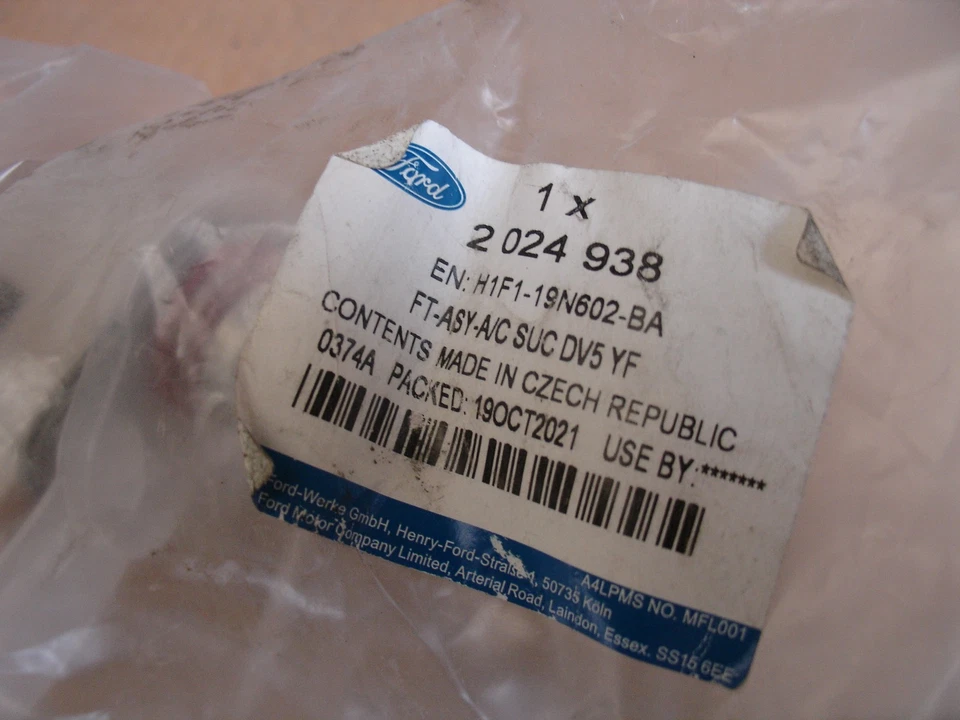 Ford
1 x
2 024 938
EN: H1F1-19N602-BA
FT-ASY-A/C SUC DV5 YF
CONTENTS MADE IN CZECH REPUBLIC
0374A PACKED: 19OCT2021 USE BY:*******
A4LPMS NO. MFL001
Ford-Werke GmbH, Henry-Ford-Straße 1, 50735 Köln
Ford Motor Company Limited, Arterial Road, Laindon, Essex. SS15 6EE